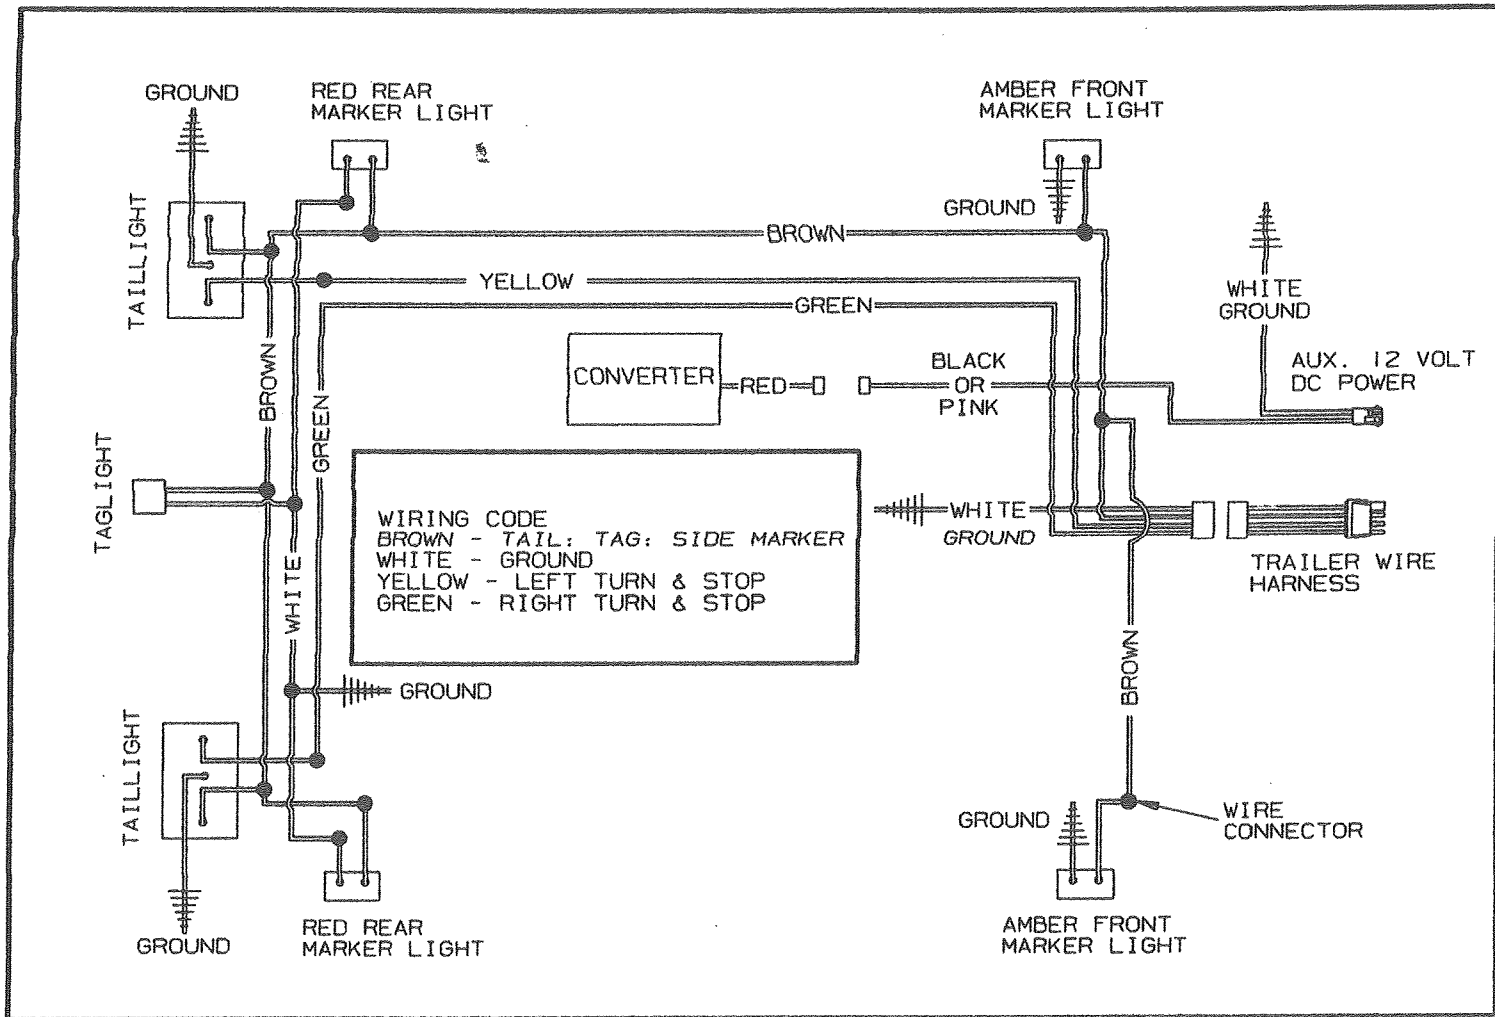 GROUND
RED REAR
MARKER LIGHT
AMBER FRONT
MARKER LIGHT
TAILLIGHT
GROUND
BROWN
YELLOW
GREEN
WHITE
GROUND
BROWN
GREEN
CONVERTER
RED
BLACK
OR
PINK
AUX. 12 VOLT
DC POWER
TAGLIGHT
WIRING CODE
BROWN - TAIL: TAG: SIDE MARKER
WHITE - GROUND
YELLOW - LEFT TURN & STOP
GREEN - RIGHT TURN & STOP
WHITE
GROUND
TRAILER WIRE
HARNESS
WHITE
GROUND
BROWN
TAILLIGHT
GROUND
WIRE
CONNECTOR
GROUND
RED REAR
MARKER LIGHT
AMBER FRONT
MARKER LIGHT